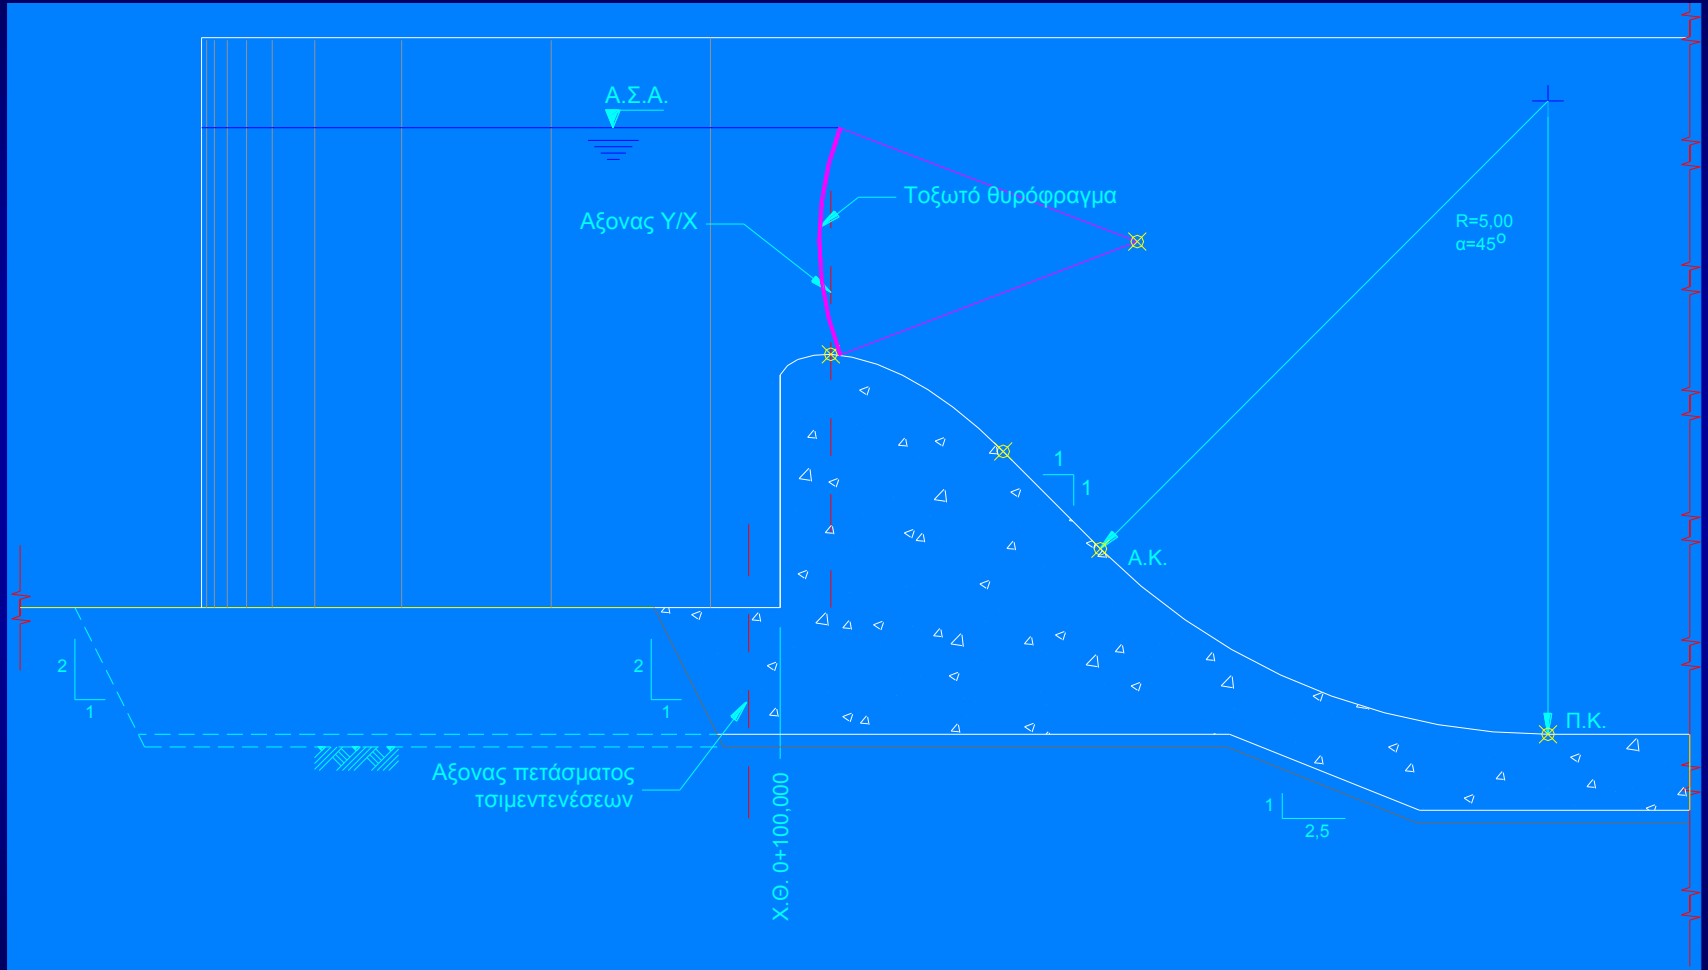 Α.Σ.Α.
Τοξωτό θυρόφραγμα
Αξονας Υ/Χ
R=5,00
α=45°
1
1
Α.Κ.
2
1
2
1
Π.Κ.
Αξονας πετάσματος
τσιμεντενέσεων
Χ.Θ. 0+100,000
1
2,5